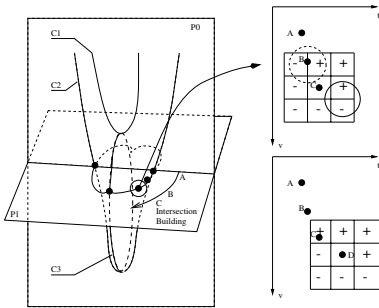 P0
C1
C2
A
B
C
Intersection
Building
P1
C3
t
A
B
- + +
C
- - +
- - -
v
t
A
B
C
+ + +
- - D
- - -
v